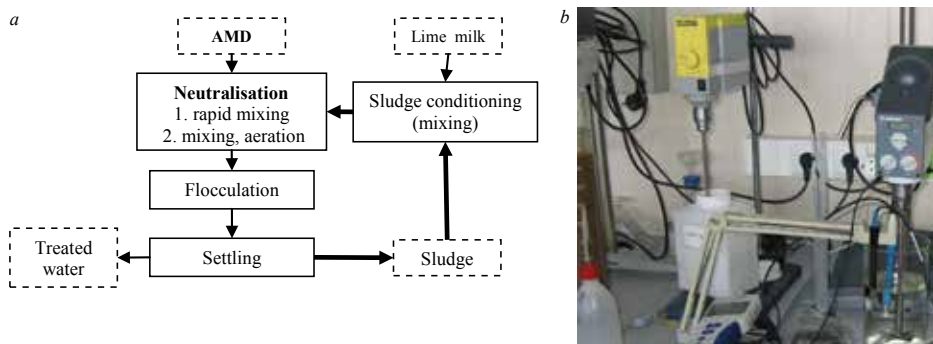 a
b
AMD
Lime milk
Neutralisation
1. rapid mixing
2. mixing, aeration
Sludge conditioning
(mixing)
Flocculation
Treated
water
Settling
Sludge